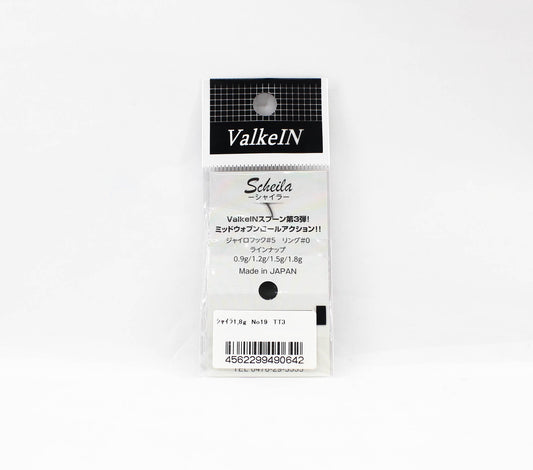 ValkeIN
Scheila
ーシャイラー
ValkeINスプーン第3弾!
ミッドウォブンロールアクション!!
ジャイロフック#5 リング#0
ラインナップ
0.9g/1.2g/1.5g/1.8g
Made in JAPAN
ｼｬｲﾗ1.8g No19 TT3
4562299490642